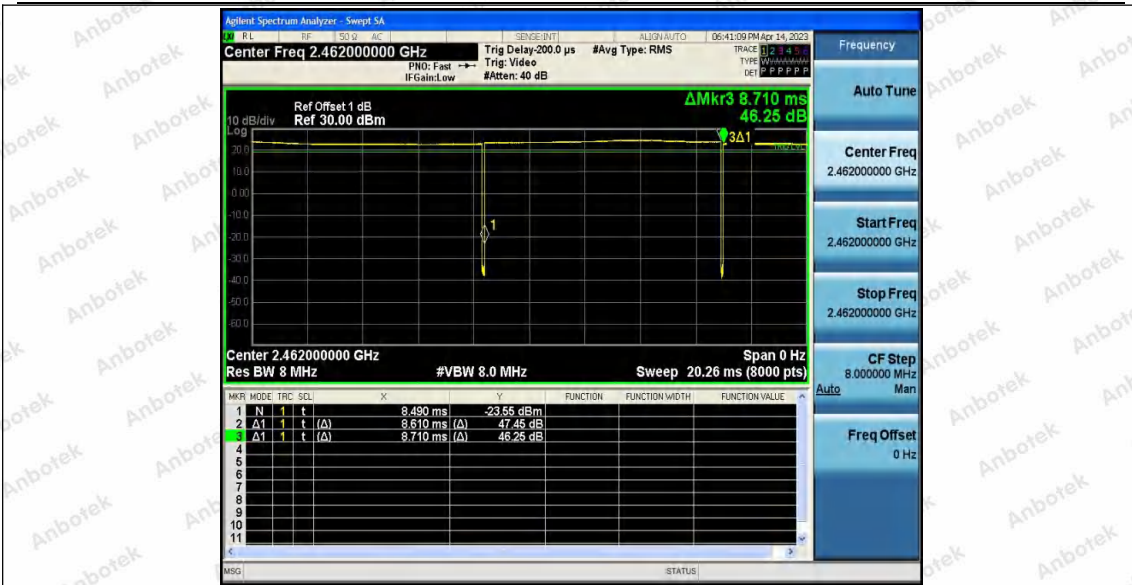 Agilent Spectrum Analyzer - Swept SA
RL RF 50 Ω AC SENSE:INT ALIGN AUTO 06:41:09 PM Apr 14, 2023
Center Freq 2.462000000 GHz
PNO: Fast
IFGain:Low
Trig Delay-200.0 µs
Trig: Video
#Atten: 40 dB
#Avg Type: RMS
TRACE 1 2 3 4 5 6
TYPE
DET P P P P P P
Ref Offset 1 dB
10 dB/div Ref 30.00 dBm
Log
ΔMkr3 8.710 ms
46.25 dB
20.0
10.0
0.00
-10.0
-20.0
-30.0
-40.0
-50.0
-60.0
3Δ1
TRIG LVL
1
Center 2.462000000 GHz Span 0 Hz
Res BW 8 MHz #VBW 8.0 MHz Sweep 20.26 ms (8000 pts)
MKR MODE TRC SCL X Y FUNCTION FUNCTION WIDTH FUNCTION VALUE
1 N 1 t 8.490 ms -23.55 dBm
2 Δ1 1 t (Δ) 8.610 ms (Δ) 47.45 dB
3 Δ1 1 t (Δ) 8.710 ms (Δ) 46.25 dB
4
5
6
7
8
9
10
11
MSG STATUS
Frequency
Auto Tune
Center Freq
2.462000000 GHz
Start Freq
2.462000000 GHz
Stop Freq
2.462000000 GHz
CF Step
8.000000 MHz
Auto Man
Freq Offset
0 Hz
Anbotek